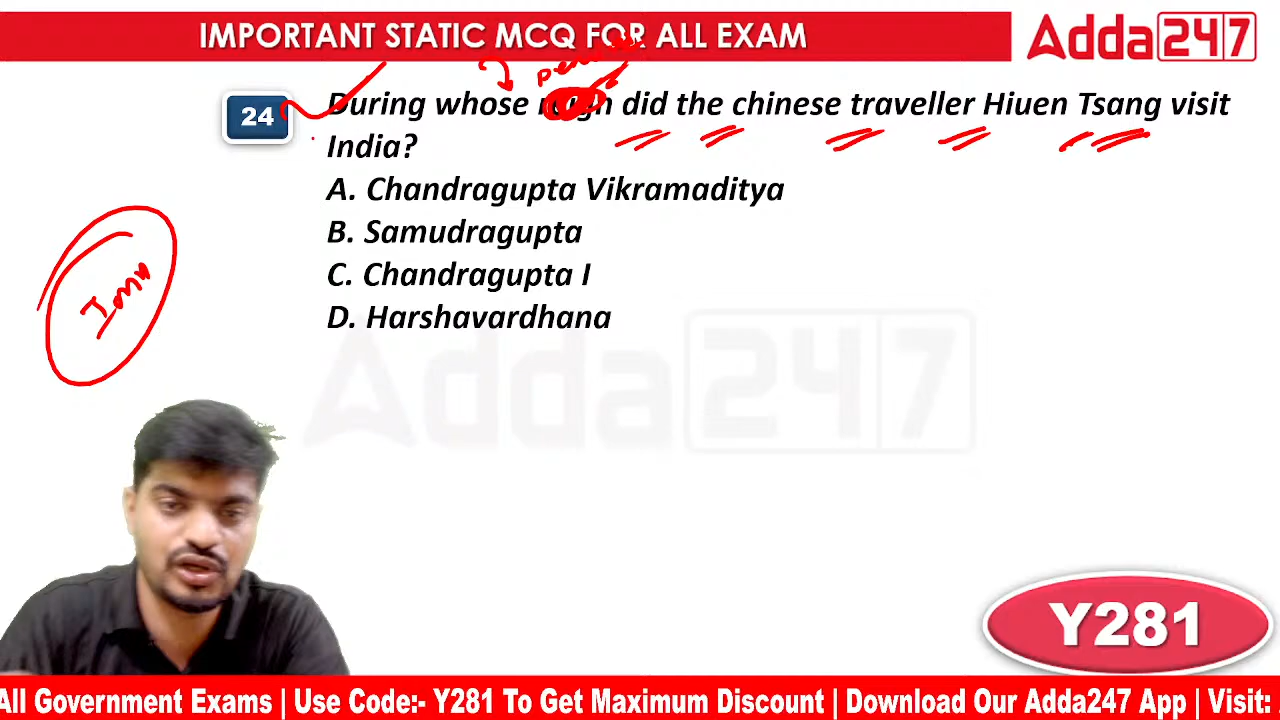 IMPORTANT STATIC MCQ FOR ALL EXAM
Adda247
24
During whose reign did the chinese traveller Hiuen Tsang visit
India?
A. Chandragupta Vikramaditya
B. Samudragupta
C. Chandragupta I
D. Harshavardhana
Adda247
Y281
All Government Exams | Use Code:- Y281 To Get Maximum Discount | Download Our Adda247 App | Visit: